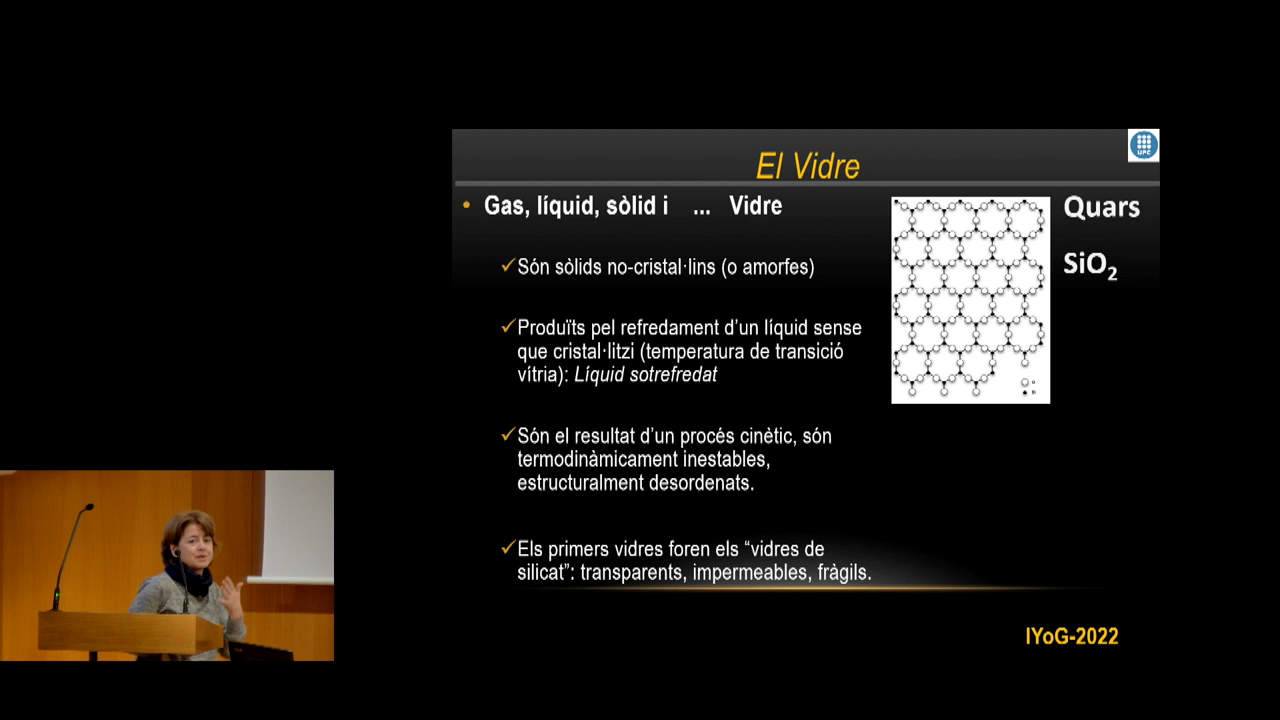 UPC
El Vidre
• Gas, líquid, sòlid i ... Vidre
Quars
SiO2
✓Són sòlids no-cristal·lins (o amorfes)
✓Produïts pel refredament d’un líquid sense
que cristal·litzi (temperatura de transició
vítria): Líquid sotrefredat
✓Són el resultat d’un procés cinètic, són
termodinàmicament inestables,
estructuralment desordenats.
✓Els primers vidres foren els “vidres de
silicat”: transparents, impermeables, fràgils.
IYoG-2022